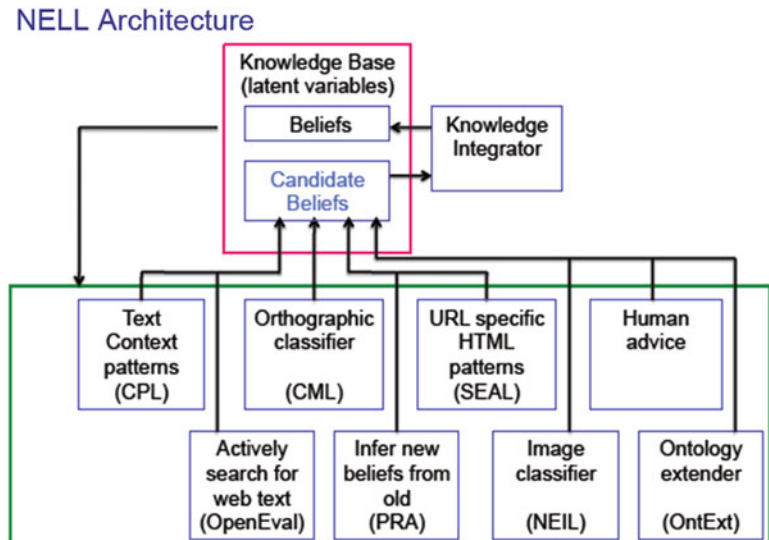 NELL Architecture
Knowledge Base
(latent variables)
Beliefs
Knowledge
Integrator
Candidate
Beliefs
Text
Context
patterns
(CPL)
Orthographic
classifier
(CML)
URL specific
HTML
patterns
(SEAL)
Human
advice
Actively
search for
web text
(OpenEval)
Infer new
beliefs from
old
(PRA)
Image
classifier
(NEIL)
Ontology
extender
(OntExt)